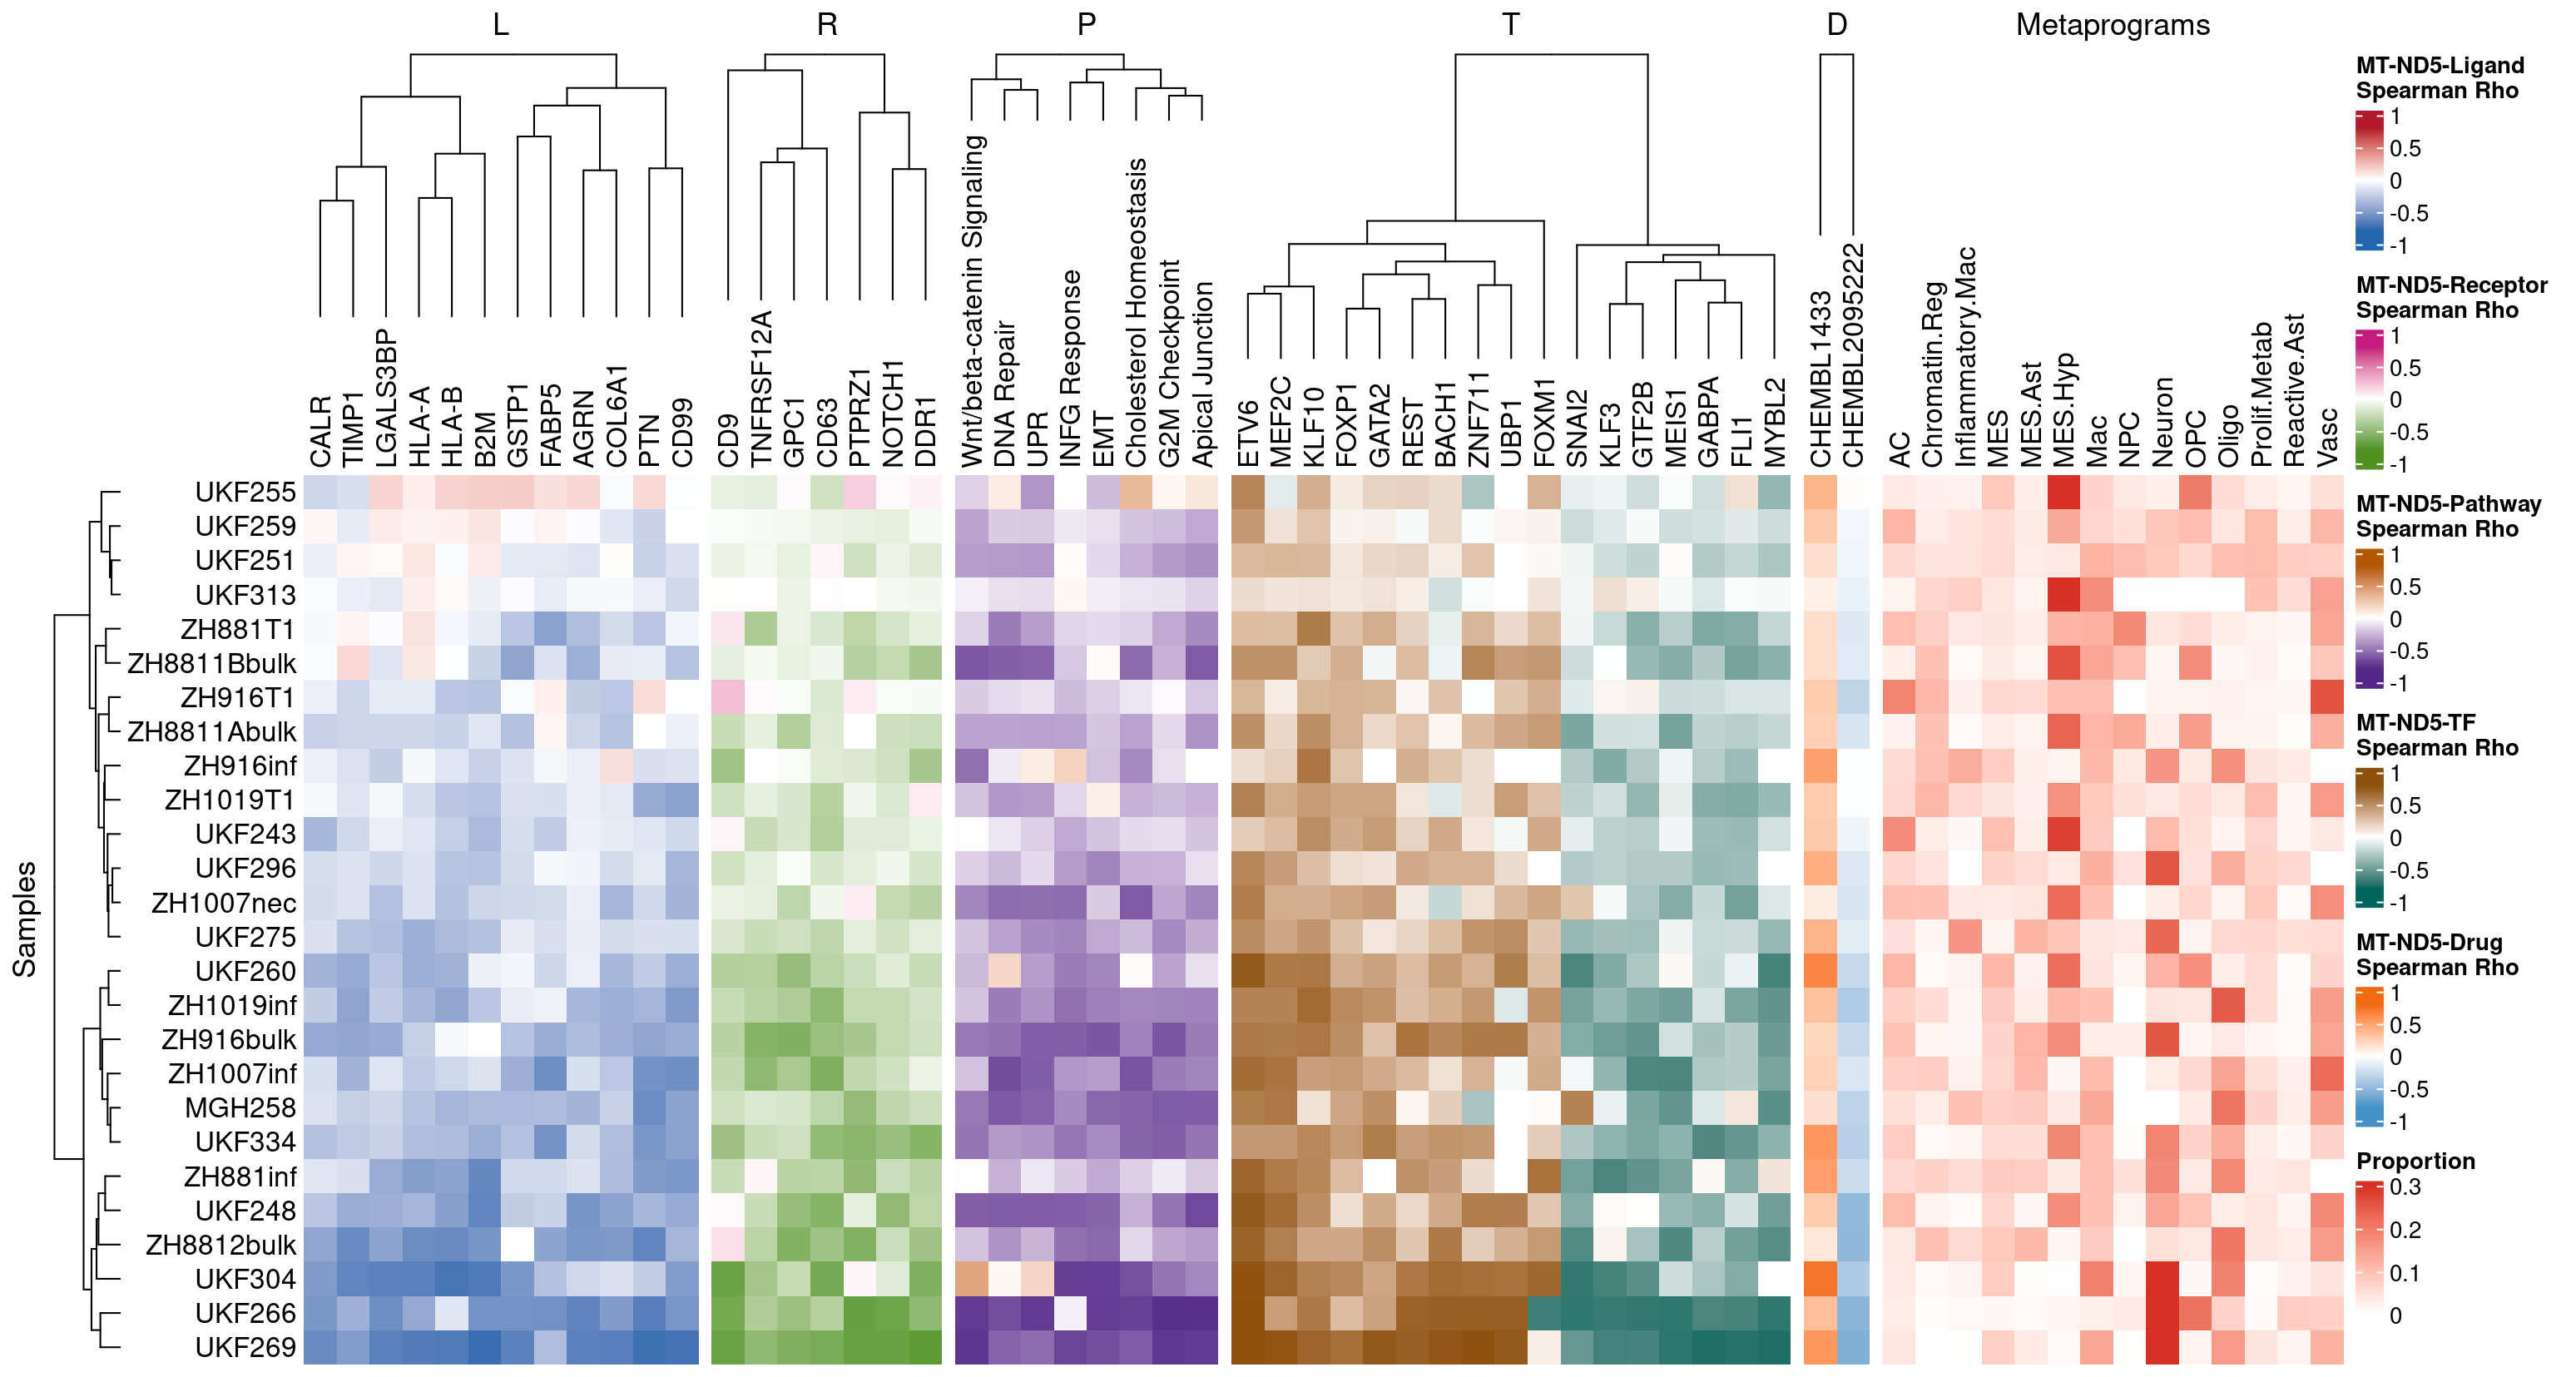 L
R
P
T
D
Metaprograms
CALR
TIMP1
LGALS3BP
HLA-A
HLA-B
B2M
GSTP1
FABP5
AGRN
COL6A1
PTN
CD99
CD9
TNFRSF12A
GPC1
CD63
PTPRZ1
NOTCH1
DDR1
Wnt/beta-catenin Signaling
DNA Repair
UPR
INFG Response
EMT
Cholesterol Homeostasis
G2M Checkpoint
Apical Junction
ETV6
MEF2C
KLF10
FOXP1
GATA2
REST
BACH1
ZNF711
UBP1
FOXM1
SNAI2
KLF3
GTF2B
MEIS1
GABPA
FLI1
MYBL2
CHEMBL1433
CHEMBL2095222
AC
Chromatin.Reg
Inflammatory.Mac
MES
MES.Ast
MES.Hyp
Mac
NPC
Neuron
OPC
Oligo
Prolif.Metab
Reactive.Ast
Vasc
Samples
UKF255
UKF259
UKF251
UKF313
ZH881T1
ZH8811Bbulk
ZH916T1
ZH8811Abulk
ZH916inf
ZH1019T1
UKF243
UKF296
ZH1007nec
UKF275
UKF260
ZH1019inf
ZH916bulk
ZH1007inf
MGH258
UKF334
ZH881inf
UKF248
ZH8812bulk
UKF304
UKF266
UKF269
MT-ND5-Ligand
Spearman Rho
1
0.5
0
-0.5
-1
MT-ND5-Receptor
Spearman Rho
1
0.5
0
-0.5
-1
MT-ND5-Pathway
Spearman Rho
1
0.5
0
-0.5
-1
MT-ND5-TF
Spearman Rho
1
0.5
0
-0.5
-1
MT-ND5-Drug
Spearman Rho
1
0.5
0
-0.5
-1
Proportion
0.3
0.2
0.1
0